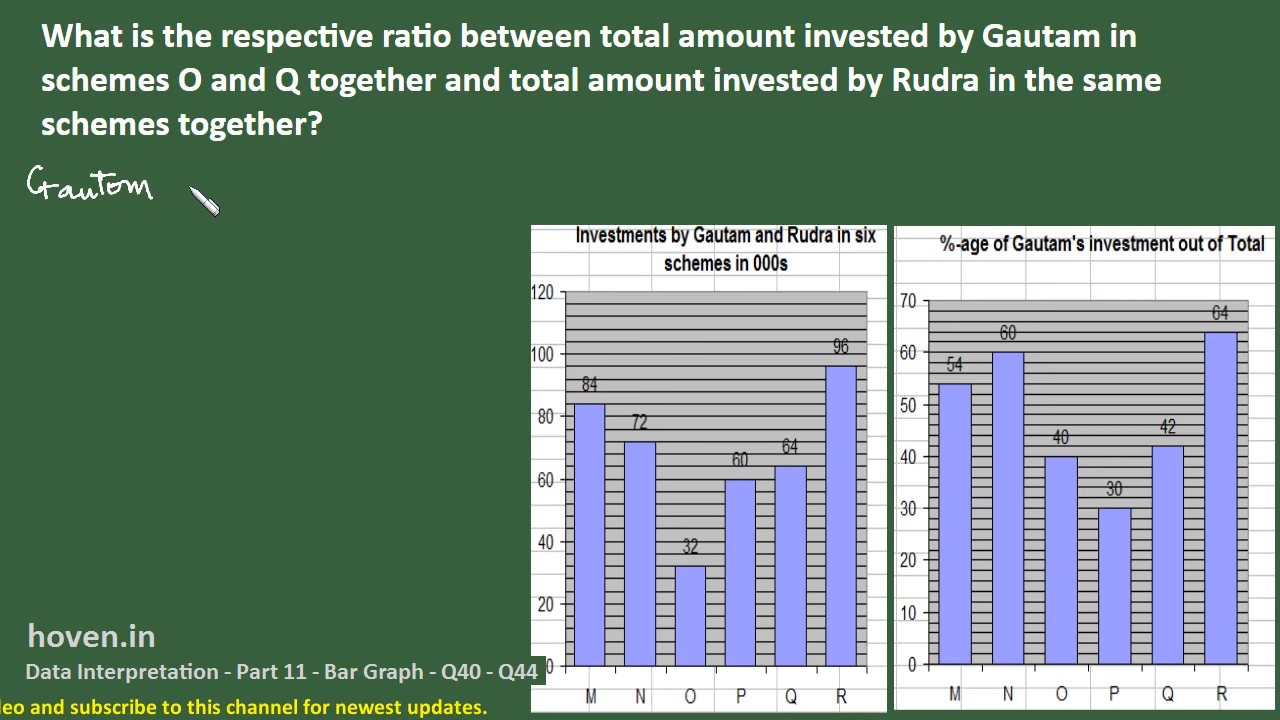 What is the respective ratio between total amount invested by Gautam in
schemes O and Q together and total amount invested by Rudra in the same
schemes together?
Gautom
Investments by Gautam and Rudra in six
schemes in 000s
120
100
80
60
40
20
0
84
72
32
60
64
96
M N O P Q R
%-age of Gautam's investment out of Total
70
60
50
40
30
20
10
0
54
60
40
30
42
64
M N O P Q R
hoven.in
Data Interpretation - Part 11 - Bar Graph - Q40 - Q44
leo and subscribe to this channel for newest updates.